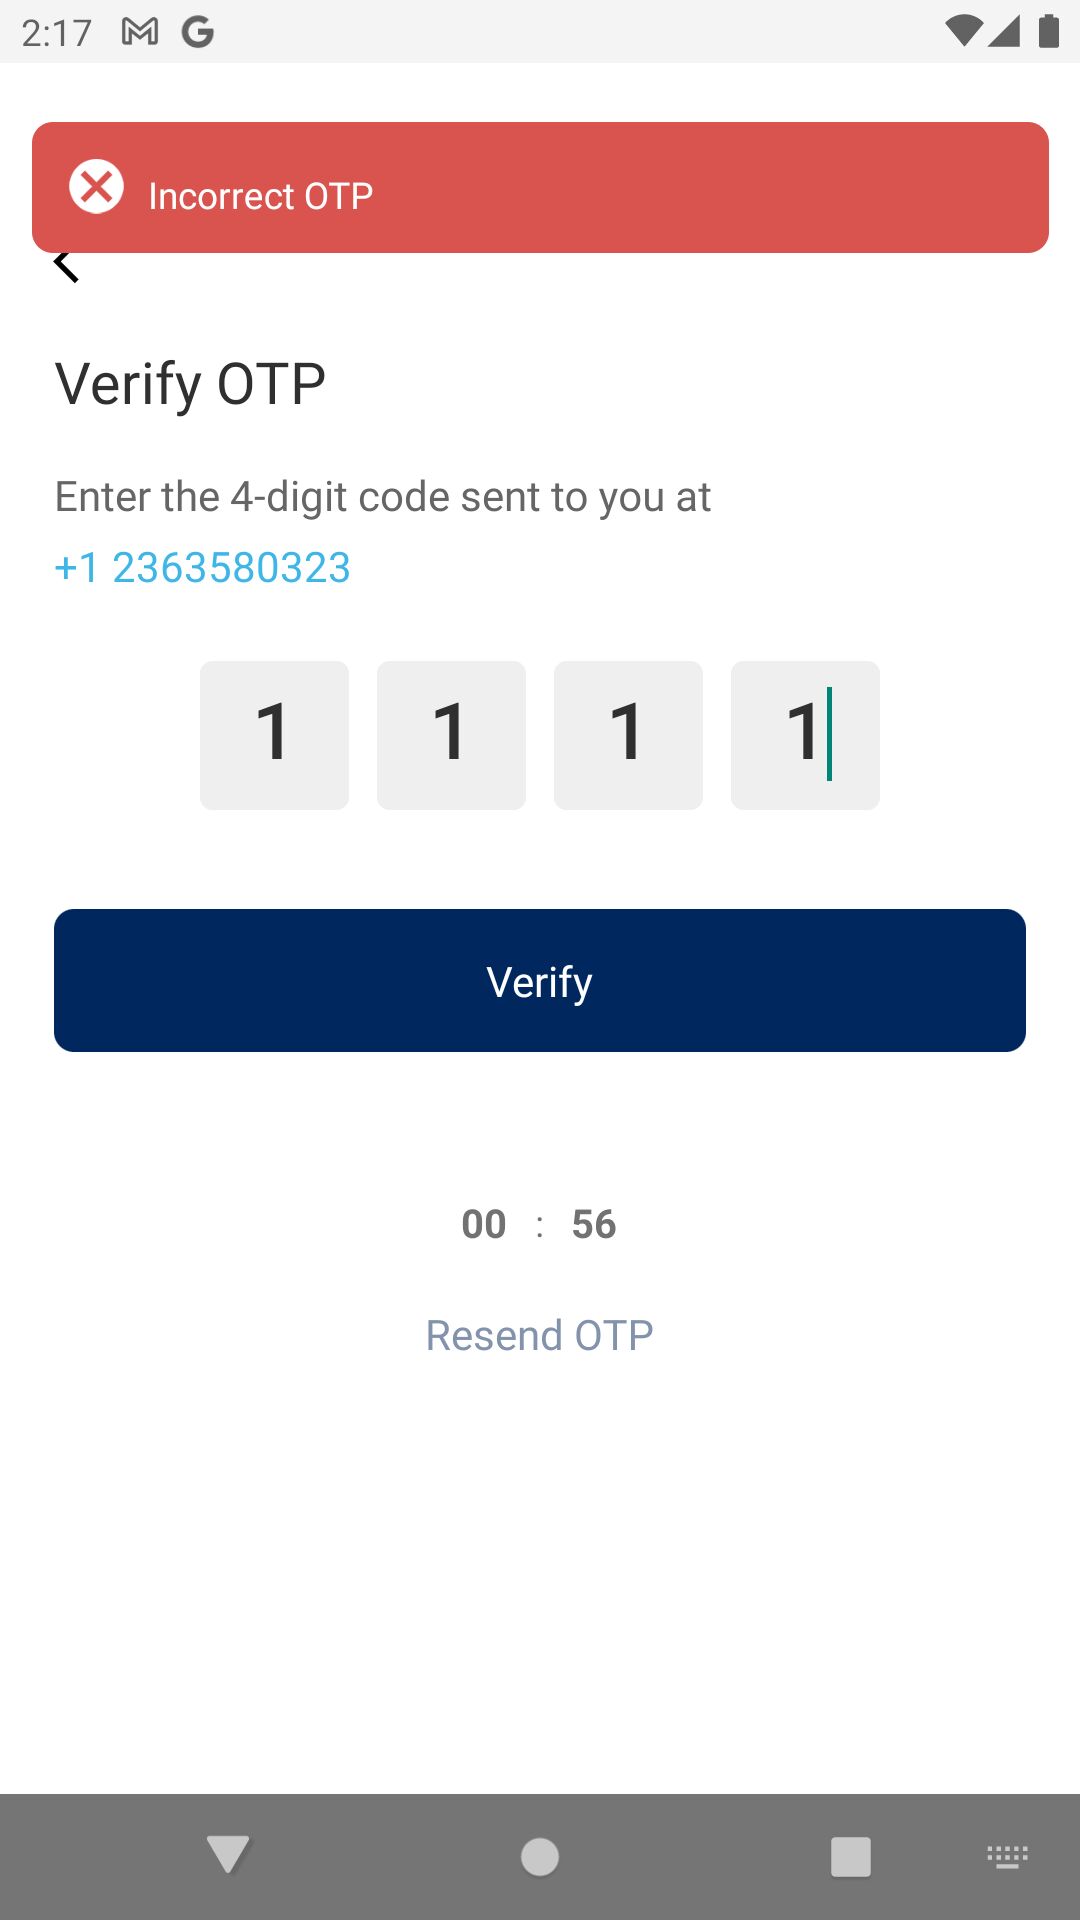 2:17
Incorrect OTP
Verify OTP
Enter the 4-digit code sent to you at
+1 2363580323
1 1 1 1
Verify
00 : 56
Resend OTP